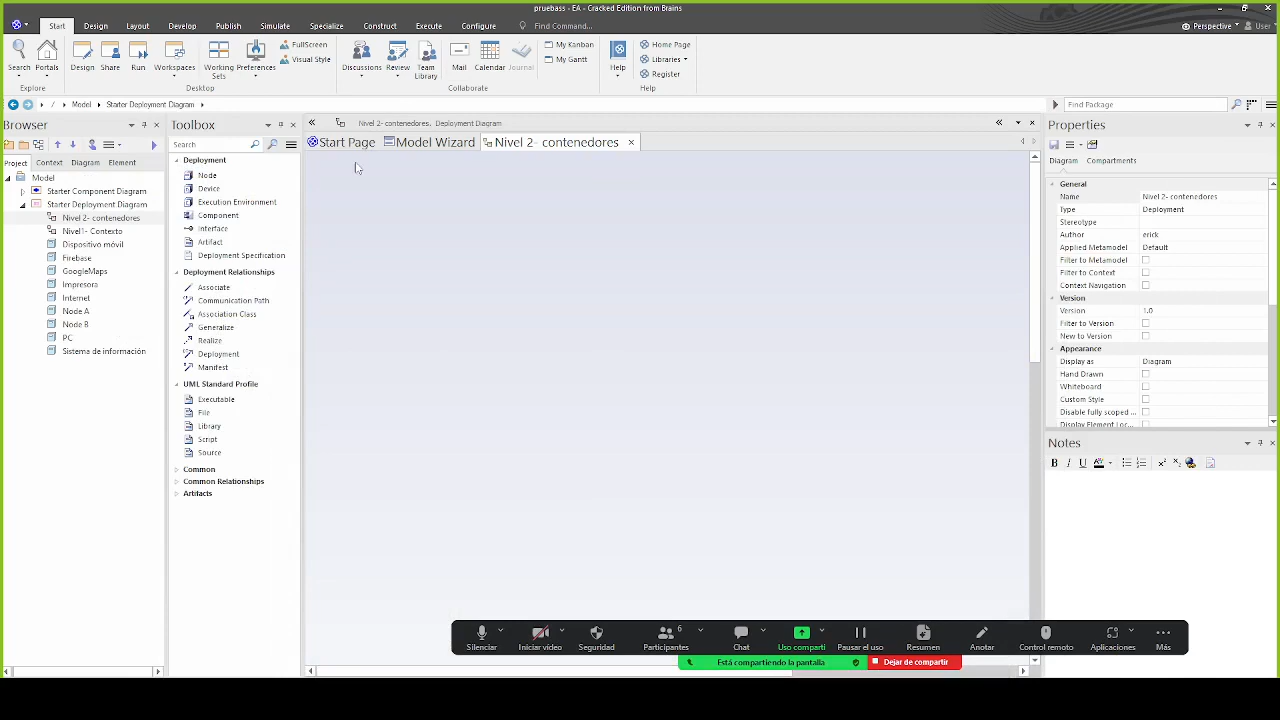 pruebass - EA - Cracked Edition from Brains
Start Design Layout Develop Publish Simulate Specialize Construct Execute Configure Find Command... Perspective User
Search Portals Design Share Run Workspaces Working Sets Preferences FullScreen Visual Style Discussions Review Team Library Mail Calendar Journal My Kanban My Gantt Help Home Page Libraries Register
Explore Desktop Collaborate Help
/ Model Starter Deployment Diagram Find Package
Browser
Project Context Diagram Element
Model
Starter Component Diagram
Starter Deployment Diagram
Nivel 2- contenedores
Nivel1- Contexto
Dispositivo móvil
Firebase
GoogleMaps
Impresora
Internet
Node A
Node B
PC
Sistema de información
Toolbox
Search
Deployment
Node
Device
Execution Environment
Component
Interface
Artifact
Deployment Specification
Deployment Relationships
Associate
Communication Path
Association Class
Generalize
Realize
Deployment
Manifest
UML Standard Profile
Executable
File
Library
Script
Source
Common
Common Relationships
Artifacts
Nivel 2- contenedores. Deployment Diagram
Start Page Model Wizard Nivel 2- contenedores
Properties
Diagram Compartments
General
Name Nivel 2- contenedores
Type Deployment
Stereotype
Author erick
Applied Metamodel Default
Filter to Metamodel
Filter to Context
Context Navigation
Version
Version 1.0
Filter to Version
New to Version
Appearance
Display as Diagram
Hand Drawn
Whiteboard
Custom Style
Disable fully scoped ...
Display Element Loc...
Notes
B I U
Silenciar Iniciar vídeo Seguridad Participantes 6 Chat Uso comparti Pausar el uso Resumen Anotar Control remoto Aplicaciones Más
Está compartiendo la pantalla Dejar de compartir